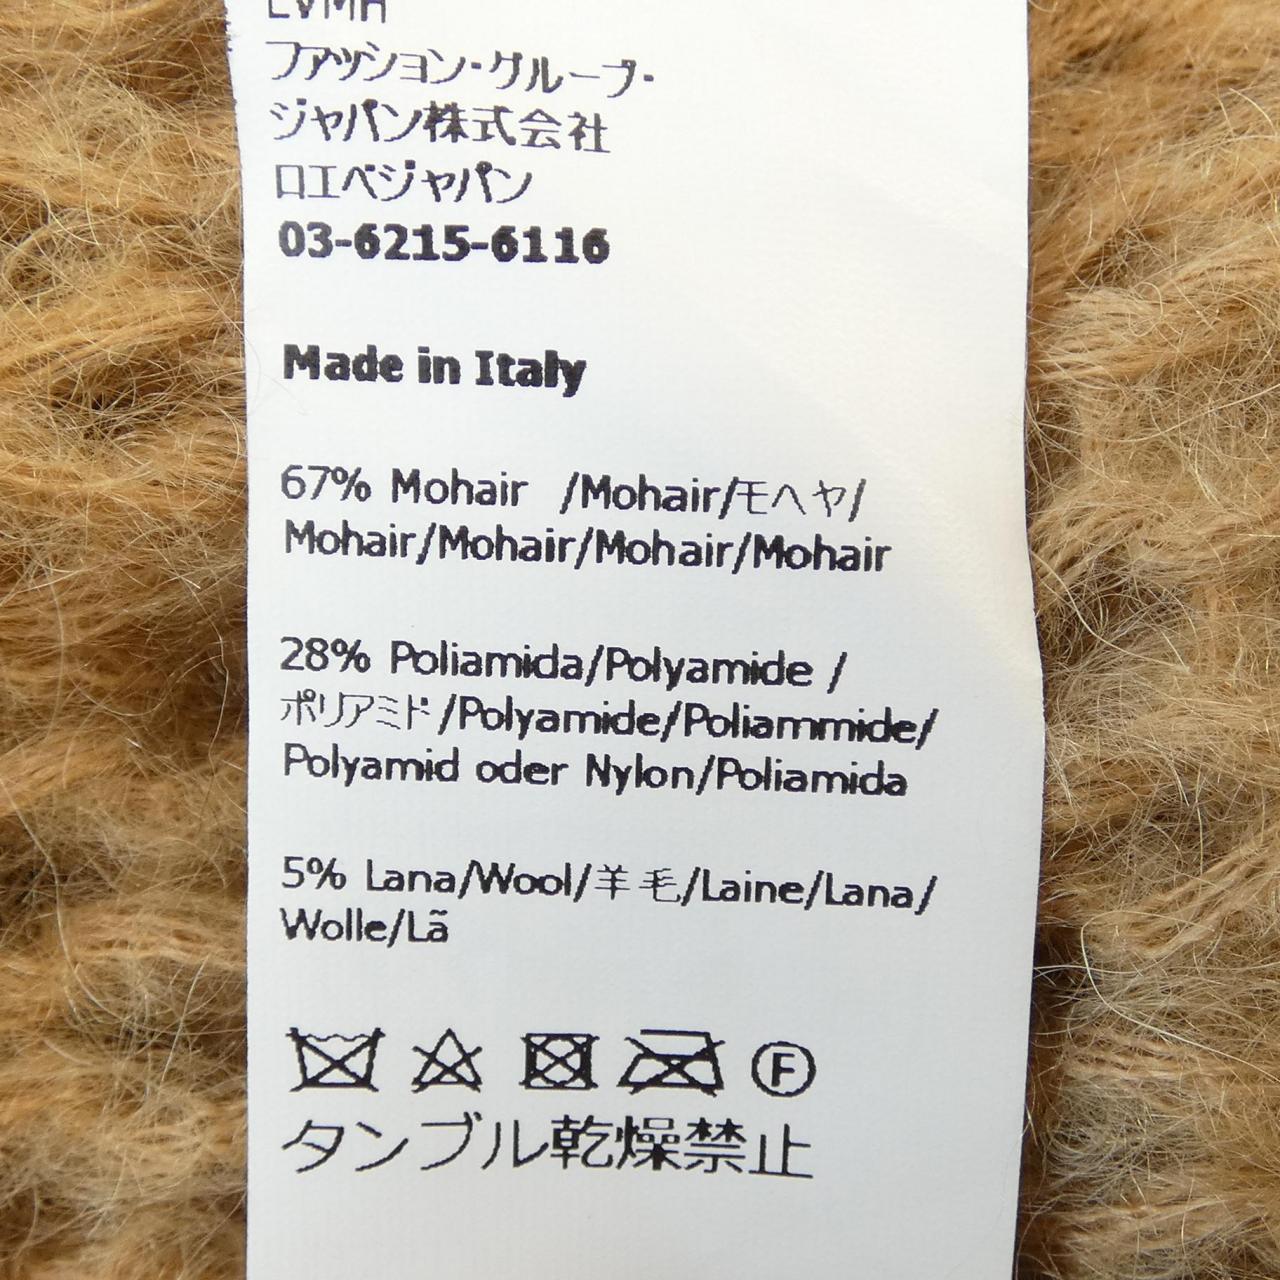 LVMH
ファッション・グループ・
ジャパン株式会社
ロエベジャパン
03-6215-6116
Made in Italy
67% Mohair /Mohair/モヘヤ/
Mohair/Mohair/Mohair/Mohair
28% Poliamida/Polyamide /
ポリアミド/Polyamide/Poliammide/
Polyamid oder Nylon/Poliamida
5% Lana/Wool/羊毛/Laine/Lana/
Wolle/Lã
F
タンブル乾燥禁止